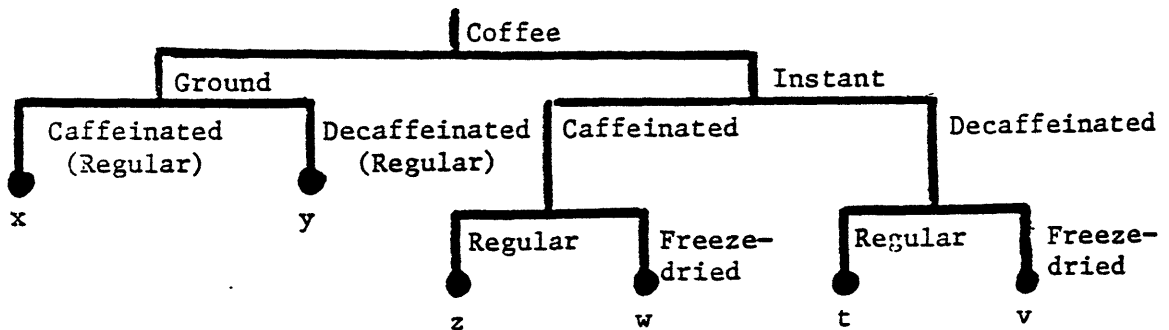 Coffee
Ground
Instant
Caffeinated
(Regular)
Decaffeinated
(Regular)
Caffeinated
Decaffeinated
x
y
Regular
Freeze-
dried
Regular
Freeze-
dried
z
w
t
v